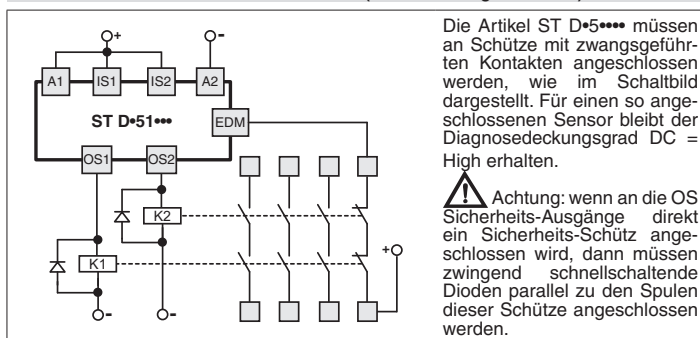 +
-
A1
IS1
IS2
A2
ST D•51•••
EDM
OS1
OS2
K2
K1
+
-
-
Die Artikel ST D•5•••• müssen
an Schütze mit zwangsgeführ-
ten Kontakten angeschlossen
werden, wie im Schaltbild
dargestellt. Für einen so ange-
schlossenen Sensor bleibt der
Diagnosedeckungsgrad DC =
High erhalten.
Achtung: wenn an die OS
Sicherheits-Ausgänge direkt
ein Sicherheits-Schütz ange-
schlossen wird, dann müssen
zwingend schnellschaltende
Dioden parallel zu den Spulen
dieser Schütze angeschlossen
werden.